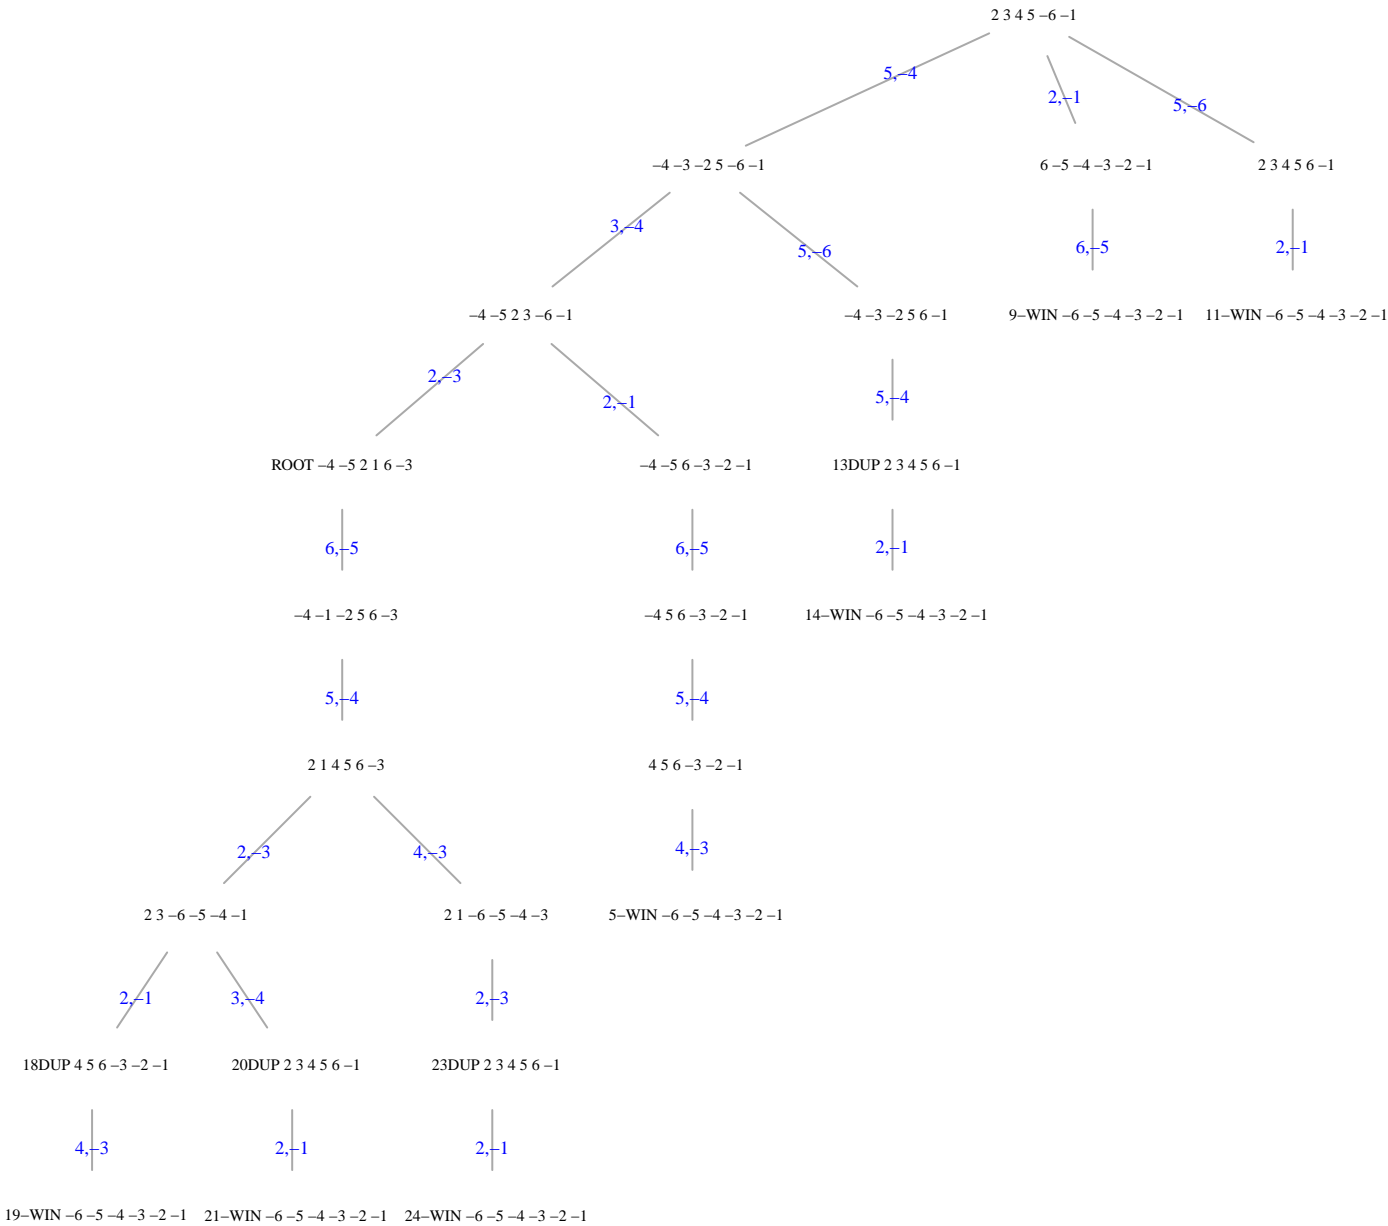 2 3 4 5 −6 −1
5,−4
2,−1
5,−6
−4 −3 −2 5 −6 −1
6 −5 −4 −3 −2 −1
2 3 4 5 6 −1
3,−4
5,−6
6,−5
2,−1
−4 −5 2 3 −6 −1
−4 −3 −2 5 6 −1
9−WIN −6 −5 −4 −3 −2 −1
11−WIN −6 −5 −4 −3 −2 −1
2,−3
2,−1
5,−4
ROOT −4 −5 2 1 6 −3
−4 −5 6 −3 −2 −1
13DUP 2 3 4 5 6 −1
6,−5
6,−5
2,−1
−4 −1 −2 5 6 −3
−4 5 6 −3 −2 −1
14−WIN −6 −5 −4 −3 −2 −1
5,−4
5,−4
2 1 4 5 6 −3
4 5 6 −3 −2 −1
2,−3
4,−3
4,−3
2 3 −6 −5 −4 −1
2 1 −6 −5 −4 −3
5−WIN −6 −5 −4 −3 −2 −1
2,−1
3,−4
2,−3
18DUP 4 5 6 −3 −2 −1
20DUP 2 3 4 5 6 −1
23DUP 2 3 4 5 6 −1
4,−3
2,−1
2,−1
19−WIN −6 −5 −4 −3 −2 −1
21−WIN −6 −5 −4 −3 −2 −1
24−WIN −6 −5 −4 −3 −2 −1